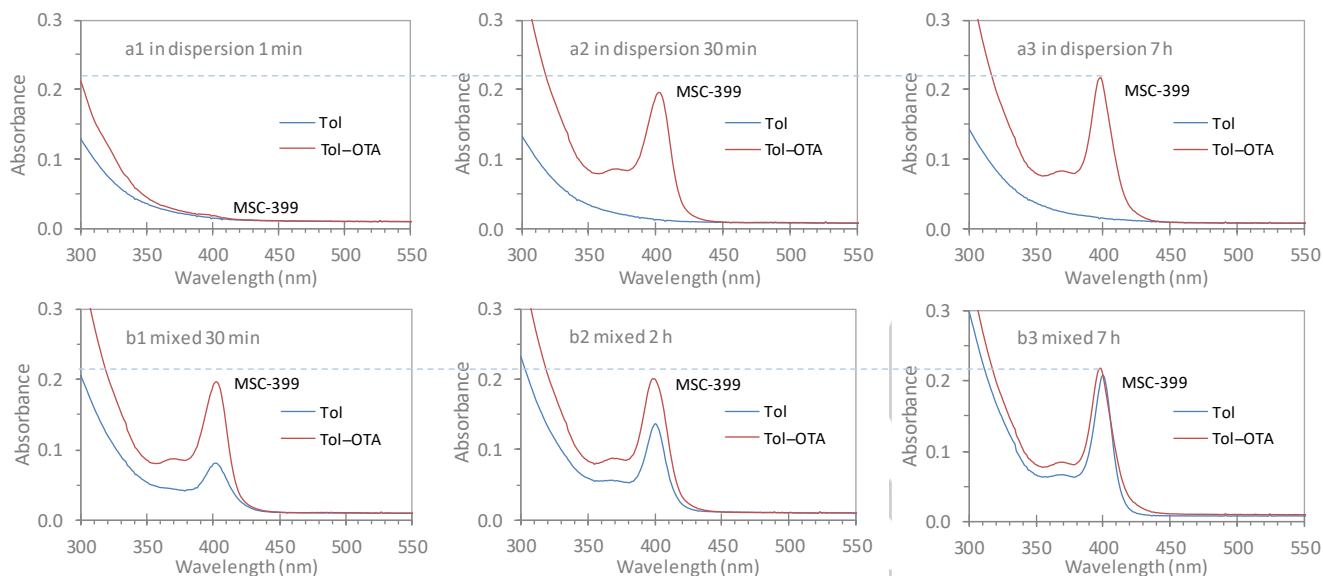 0.3
0.2
0.1
0.0
Absorbance
a1 in dispersion 1 min
Tol
Tol–OTA
MSC-399
300 350 400 450 500 550
Wavelength (nm)
0.3
0.2
0.1
0.0
Absorbance
a2 in dispersion 30 min
MSC-399
Tol
Tol–OTA
300 350 400 450 500 550
Wavelength (nm)
0.3
0.2
0.1
0.0
Absorbance
a3 in dispersion 7 h
MSC-399
Tol
Tol–OTA
300 350 400 450 500 550
Wavelength (nm)
0.3
0.2
0.1
0.0
Absorbance
b1 mixed 30 min
MSC-399
Tol
Tol–OTA
300 350 400 450 500 550
Wavelength (nm)
0.3
0.2
0.1
0.0
Absorbance
b2 mixed 2 h
MSC-399
Tol
Tol–OTA
300 350 400 450 500 550
Wavelength (nm)
0.3
0.2
0.1
0.0
Absorbance
b3 mixed 7 h
MSC-399
Tol
Tol–OTA
300 350 400 450 500 550
Wavelength (nm)